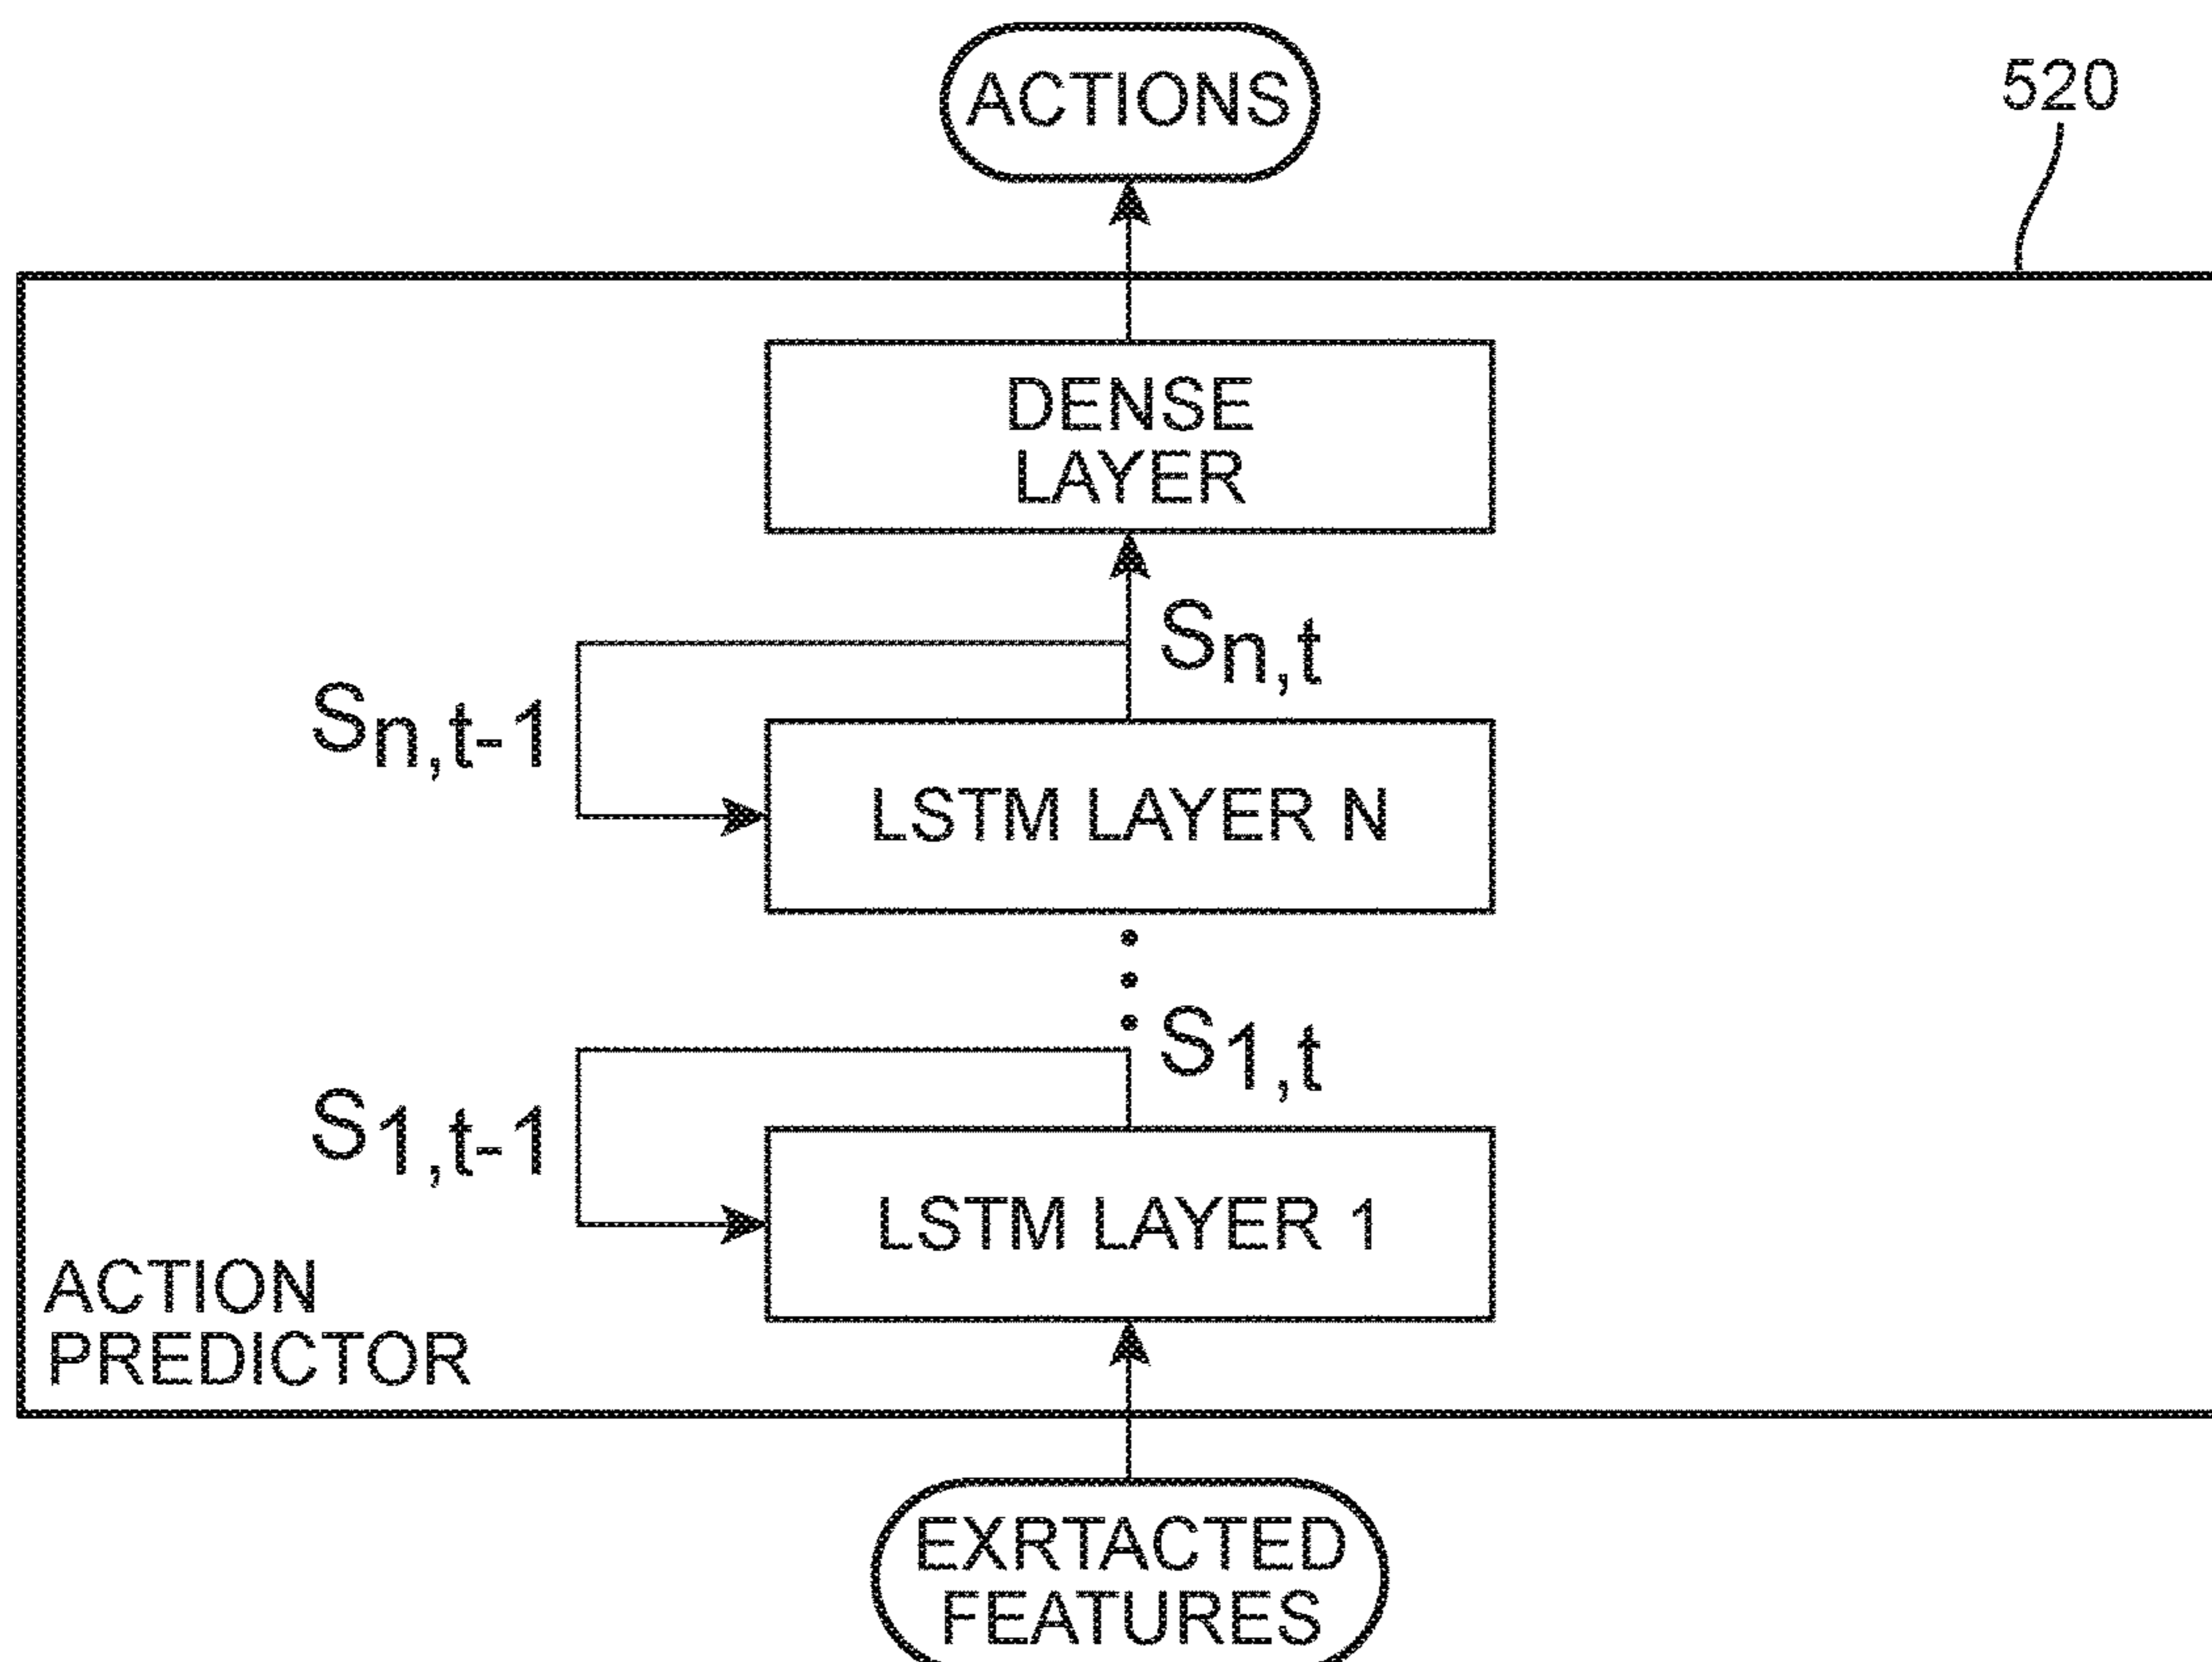 ACTIONS
520
DENSE
LAYER
Sn,t
Sn,t-1
LSTM LAYER N
S1,t
S1,t-1
LSTM LAYER 1
ACTION
PREDICTOR
EXRTACTED
FEATURES